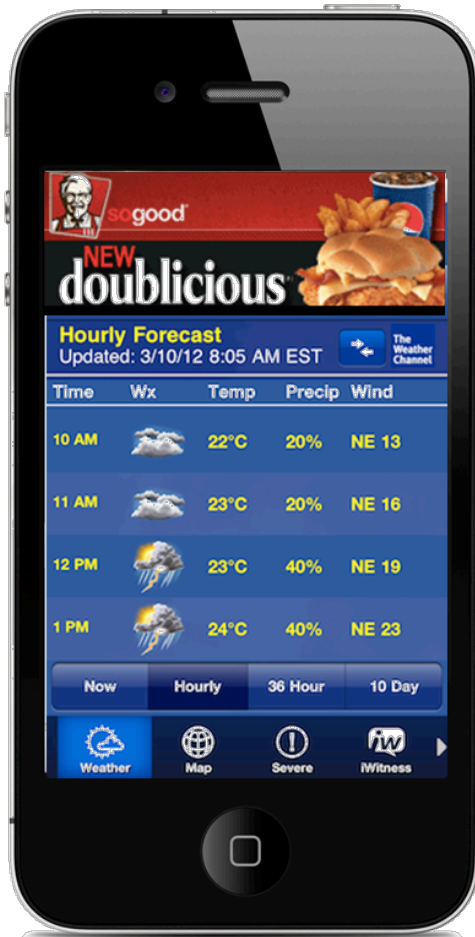 so good
NEW
doublicious
Hourly Forecast
Updated: 3/10/12 8:05 AM EST
The Weather Channel
Time Wx Temp Precip Wind
10 AM 22°C 20% NE 13
11 AM 23°C 20% NE 16
12 PM 23°C 40% NE 19
1 PM 24°C 40% NE 23
Now Hourly 36 Hour 10 Day
iw
Weather Map Severe iWitness